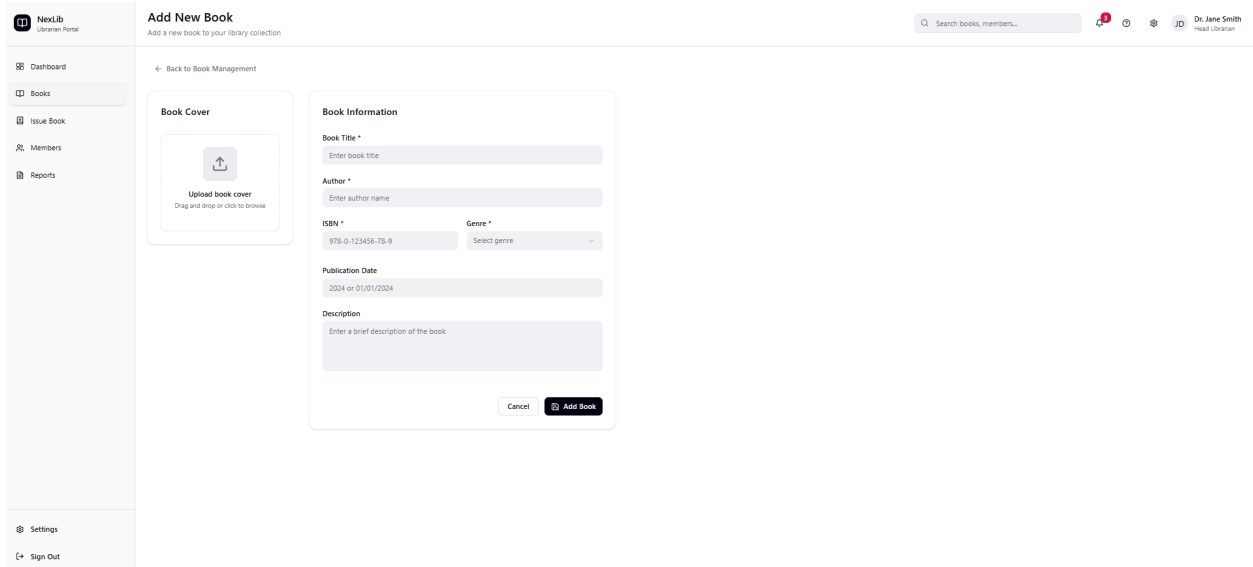 NexLib
Librarian Portal
Dashboard
Books
Issue Book
Members
Reports
Settings
Sign Out
Add New Book
Add a new book to your library collection
Search books, members...
3
JD
Dr. Jane Smith
Head Librarian
Back to Book Management
Book Cover
Upload book cover
Drag and drop or click to browse
Book Information
Book Title *
Enter book title
Author *
Enter author name
ISBN * Genre *
978-0-123456-78-9 Select genre
Publication Date
2024 or 01/01/2024
Description
Enter a brief description of the book
Cancel Add Book